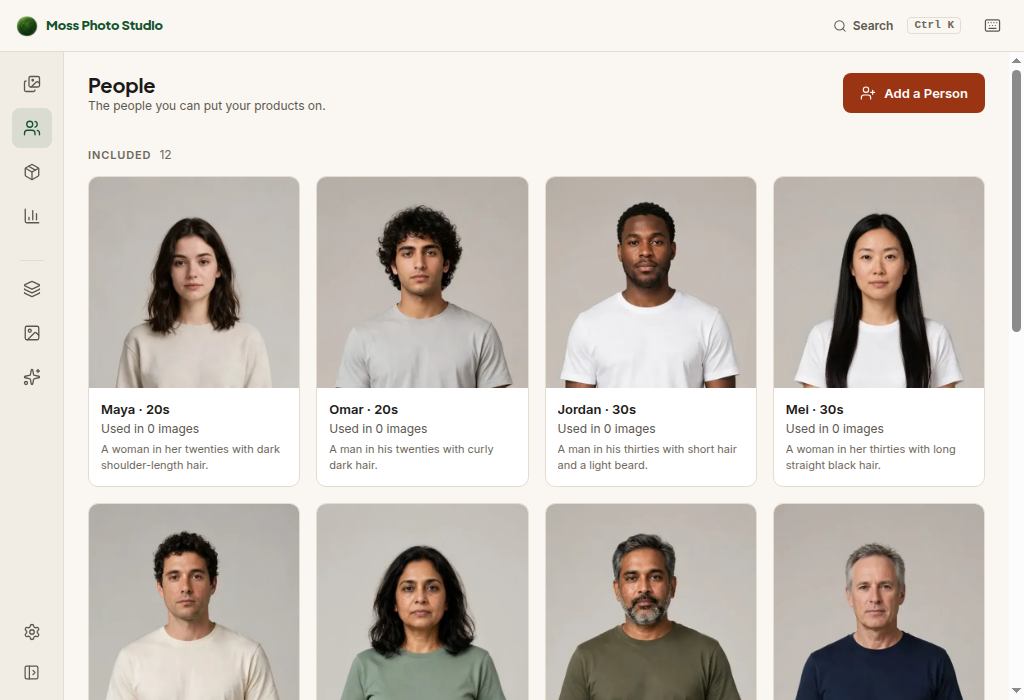 Moss Photo Studio
Search
Ctrl K
People
The people you can put your products on.
Add a Person
INCLUDED 12
Maya · 20s
Used in 0 images
A woman in her twenties with dark
shoulder-length hair.
Omar · 20s
Used in 0 images
A man in his twenties with curly
dark hair.
Jordan · 30s
Used in 0 images
A man in his thirties with short hair
and a light beard.
Mei · 30s
Used in 0 images
A woman in her thirties with long
straight black hair.